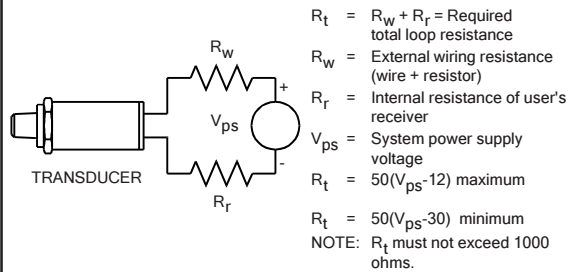 R_w
+
V_ps
-
TRANSDUCER
R_r
R_t = R_w + R_r = Required
total loop resistance
R_w = External wiring resistance
(wire + resistor)
R_r = Internal resistance of user's
receiver
V_ps = System power supply
voltage
R_t = 50(V_ps-12) maximum
R_t = 50(V_ps-30) minimum
NOTE: R_t must not exceed 1000
ohms.